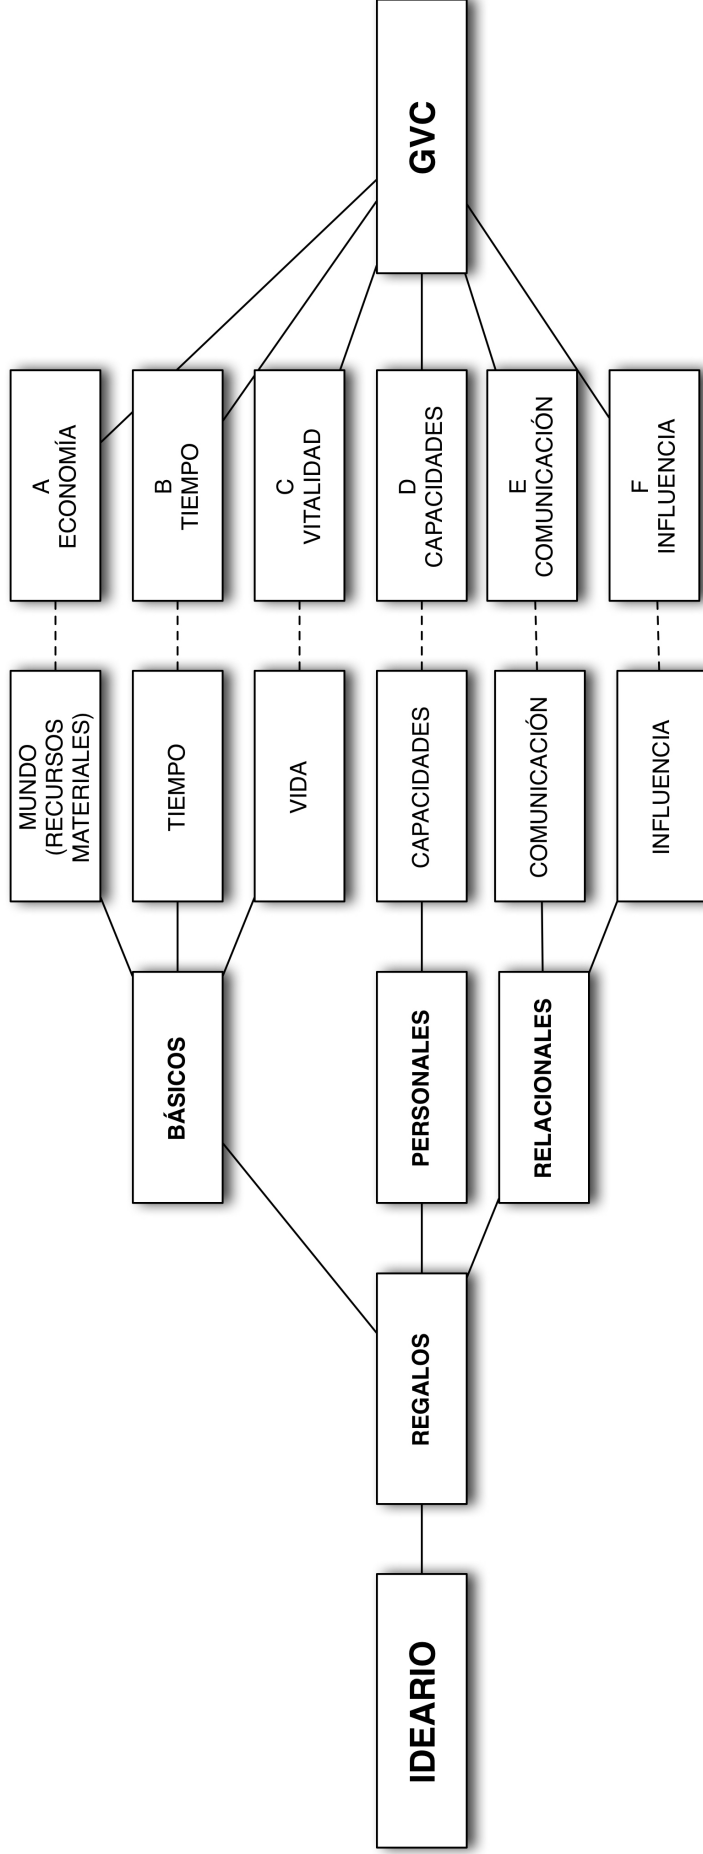 IDEARIO
REGALOS
BÁSICOS
PERSONALES
RELACIONALES
MUNDO
(RECURSOS
MATERIALES)
TIEMPO
VIDA
CAPACIDADES
COMUNICACIÓN
INFLUENCIA
A
ECONOMÍA
B
TIEMPO
C
VITALIDAD
D
CAPACIDADES
E
COMUNICACIÓN
F
INFLUENCIA
GVC